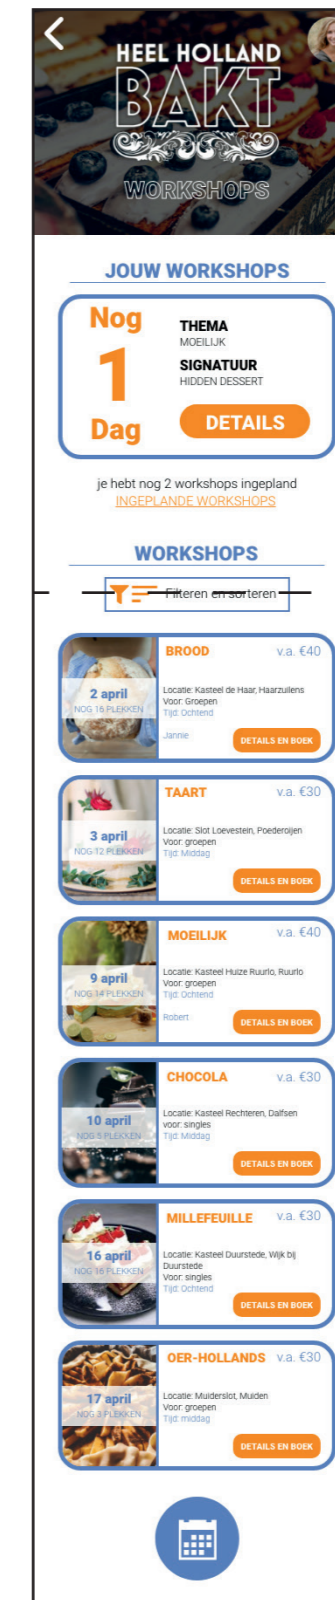 HEEL HOLLAND
BAKT
WORKSHOPS
JOUW WORKSHOPS
Nog
1
Dag
THEMA
MOEILIJK
SIGNATUUR
HIDDEN DESSERT
DETAILS
je hebt nog 2 workshops ingepland
INGEPLANDE WORKSHOPS
WORKSHOPS
Filteren en sorteren
2 april
NOG 16 PLEKKEN
BROOD
v.a. €40
Locatie: Kasteel de Haar, Haarzuilens
Voor: Groepen
Tijd: Ochtend
Jannie
DETAILS EN BOEK
3 april
NOG 12 PLEKKEN
TAART
v.a. €30
Locatie: Slot Loevestein, Poederoijen
Voor: groepen
Tijd: Middag
DETAILS EN BOEK
9 april
NOG 14 PLEKKEN
MOEILIJK
v.a. €40
Locatie: Kasteel Huize Ruurlo, Ruurlo
Voor: groepen
Tijd: Ochtend
Robert
DETAILS EN BOEK
10 april
NOG 5 PLEKKEN
CHOCOLA
v.a. €30
Locatie: Kasteel Rechteren, Dalfsen
voor: singles
Tijd: Middag
DETAILS EN BOEK
16 april
NOG 16 PLEKKEN
MILLEFEUILLE
v.a. €30
Locatie: Kasteel Duurstede, Wijk bij
Duurstede
Voor: singles
Tijd: Ochtend
DETAILS EN BOEK
17 april
NOG 3 PLEKKEN
OER-HOLLANDS
v.a. €30
Locatie: Muiderslot, Muiden
Voor: groepen
Tijd: middag
DETAILS EN BOEK